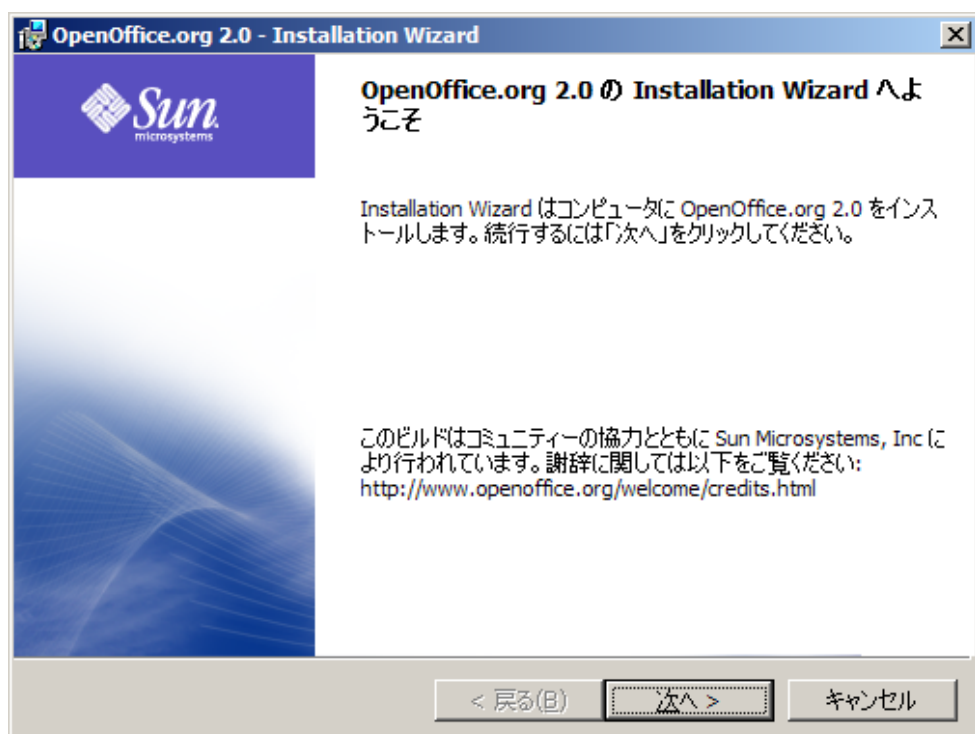 OpenOffice.org 2.0 - Installation Wizard
Sun
microsystems
OpenOffice.org 2.0 の Installation Wizard へよ
うこそ
Installation Wizard はコンピュータに OpenOffice.org 2.0 をインス
トールします。続行するには「次へ」をクリックしてください。
このビルドはコミュニティーの協力とともに Sun Microsystems, Inc に
より行われています。謝辞に関しては以下をご覧ください:
http://www.openoffice.org/welcome/credits.html
< 戻る(B)
次へ >
キャンセル